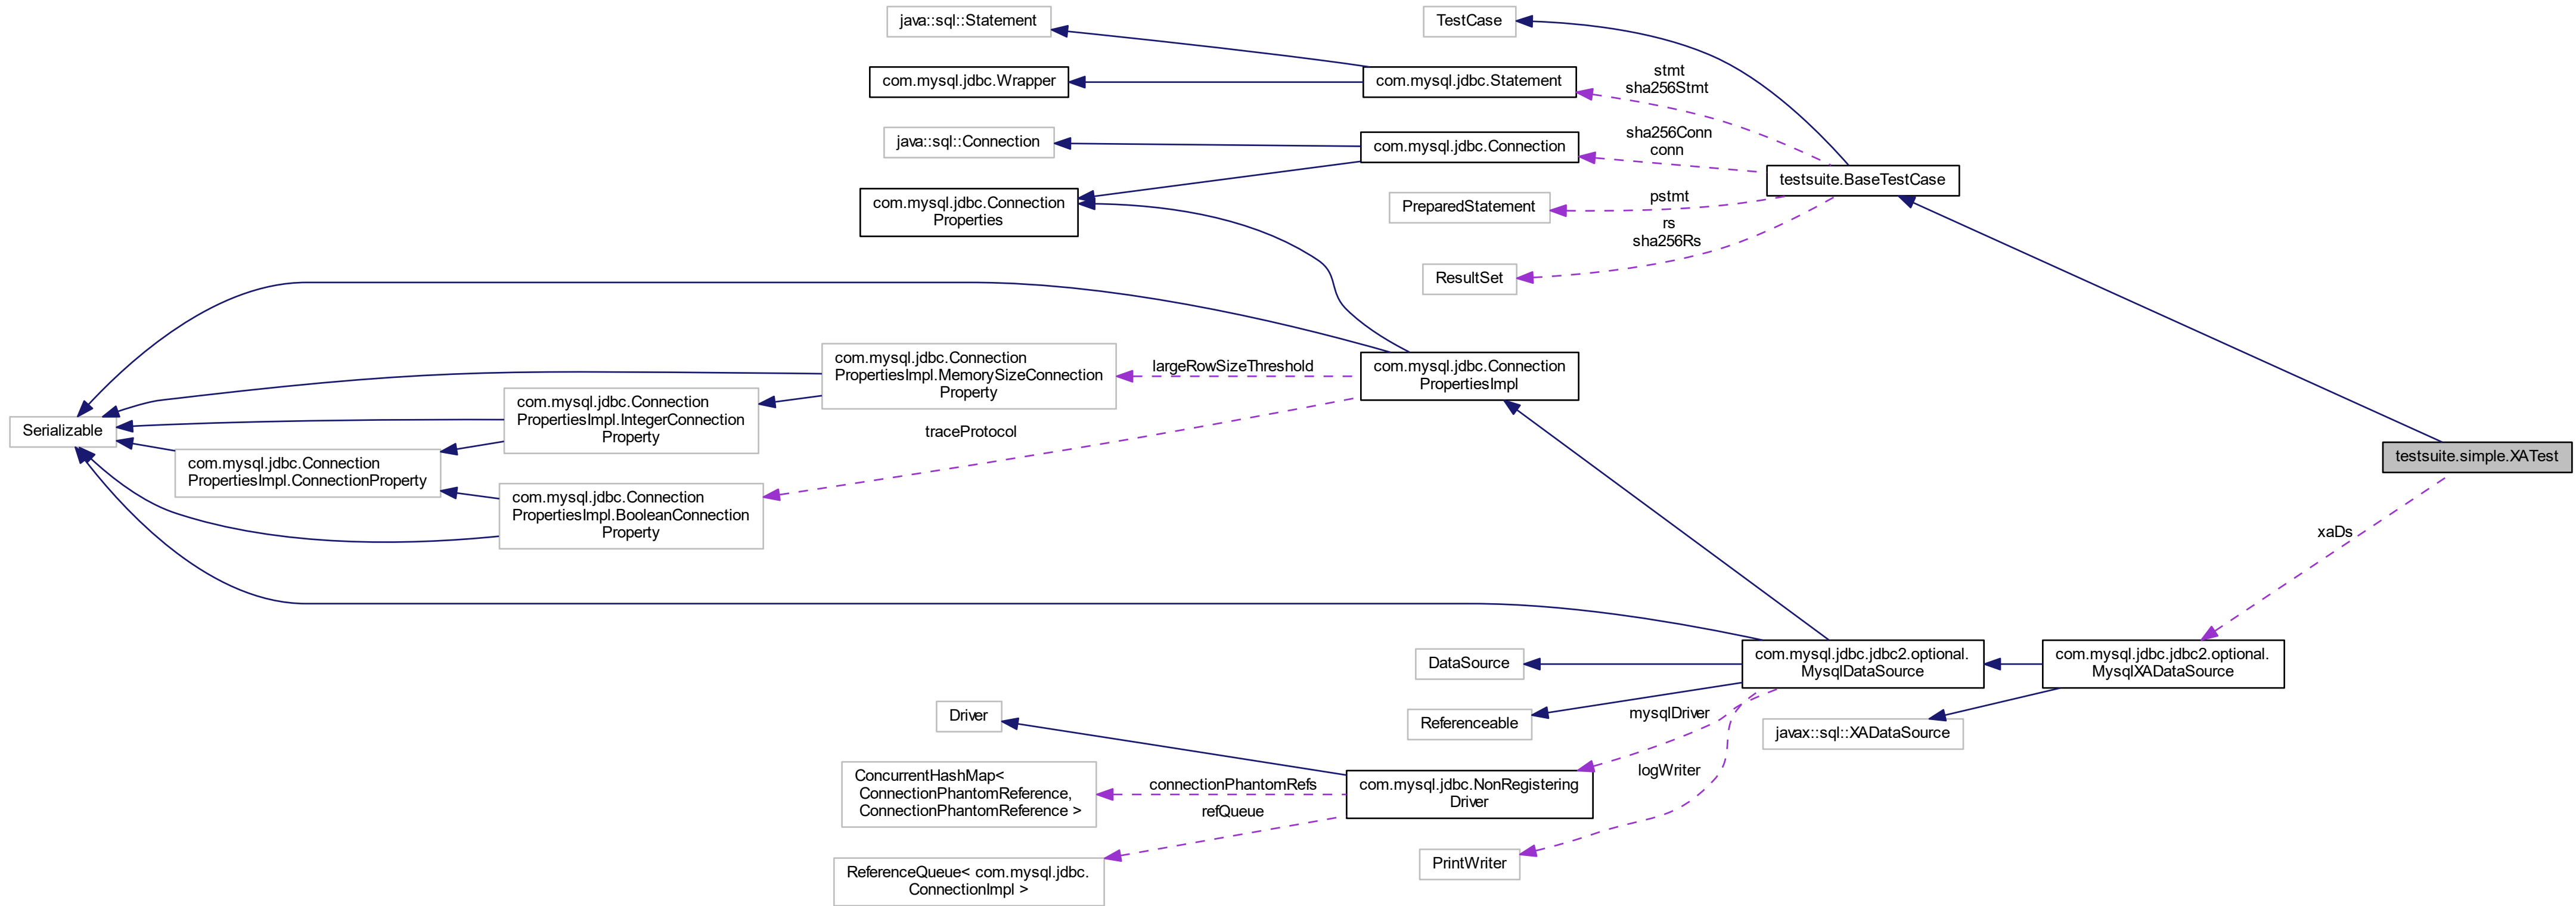 java::sql::Statement
TestCase
com.mysql.jdbc.Wrapper
com.mysql.jdbc.Statement
stmt
sha256Stmt
java::sql::Connection
com.mysql.jdbc.Connection
sha256Conn
conn
testsuite.BaseTestCase
com.mysql.jdbc.Connection
Properties
PreparedStatement
pstmt
rs
sha256Rs
ResultSet
com.mysql.jdbc.Connection
PropertiesImpl.MemorySizeConnection
Property
largeRowSizeThreshold
com.mysql.jdbc.Connection
PropertiesImpl
Serializable
com.mysql.jdbc.Connection
PropertiesImpl.IntegerConnection
Property
traceProtocol
com.mysql.jdbc.Connection
PropertiesImpl.ConnectionProperty
com.mysql.jdbc.Connection
PropertiesImpl.BooleanConnection
Property
testsuite.simple.XATest
xaDs
DataSource
com.mysql.jdbc.jdbc2.optional.
MysqlDataSource
com.mysql.jdbc.jdbc2.optional.
MysqlXADataSource
Driver
Referenceable
mysqlDriver
javax::sql::XADataSource
ConcurrentHashMap<
ConnectionPhantomReference,
ConnectionPhantomReference >
connectionPhantomRefs
refQueue
com.mysql.jdbc.NonRegistering
Driver
logWriter
ReferenceQueue< com.mysql.jdbc.
ConnectionImpl >
PrintWriter